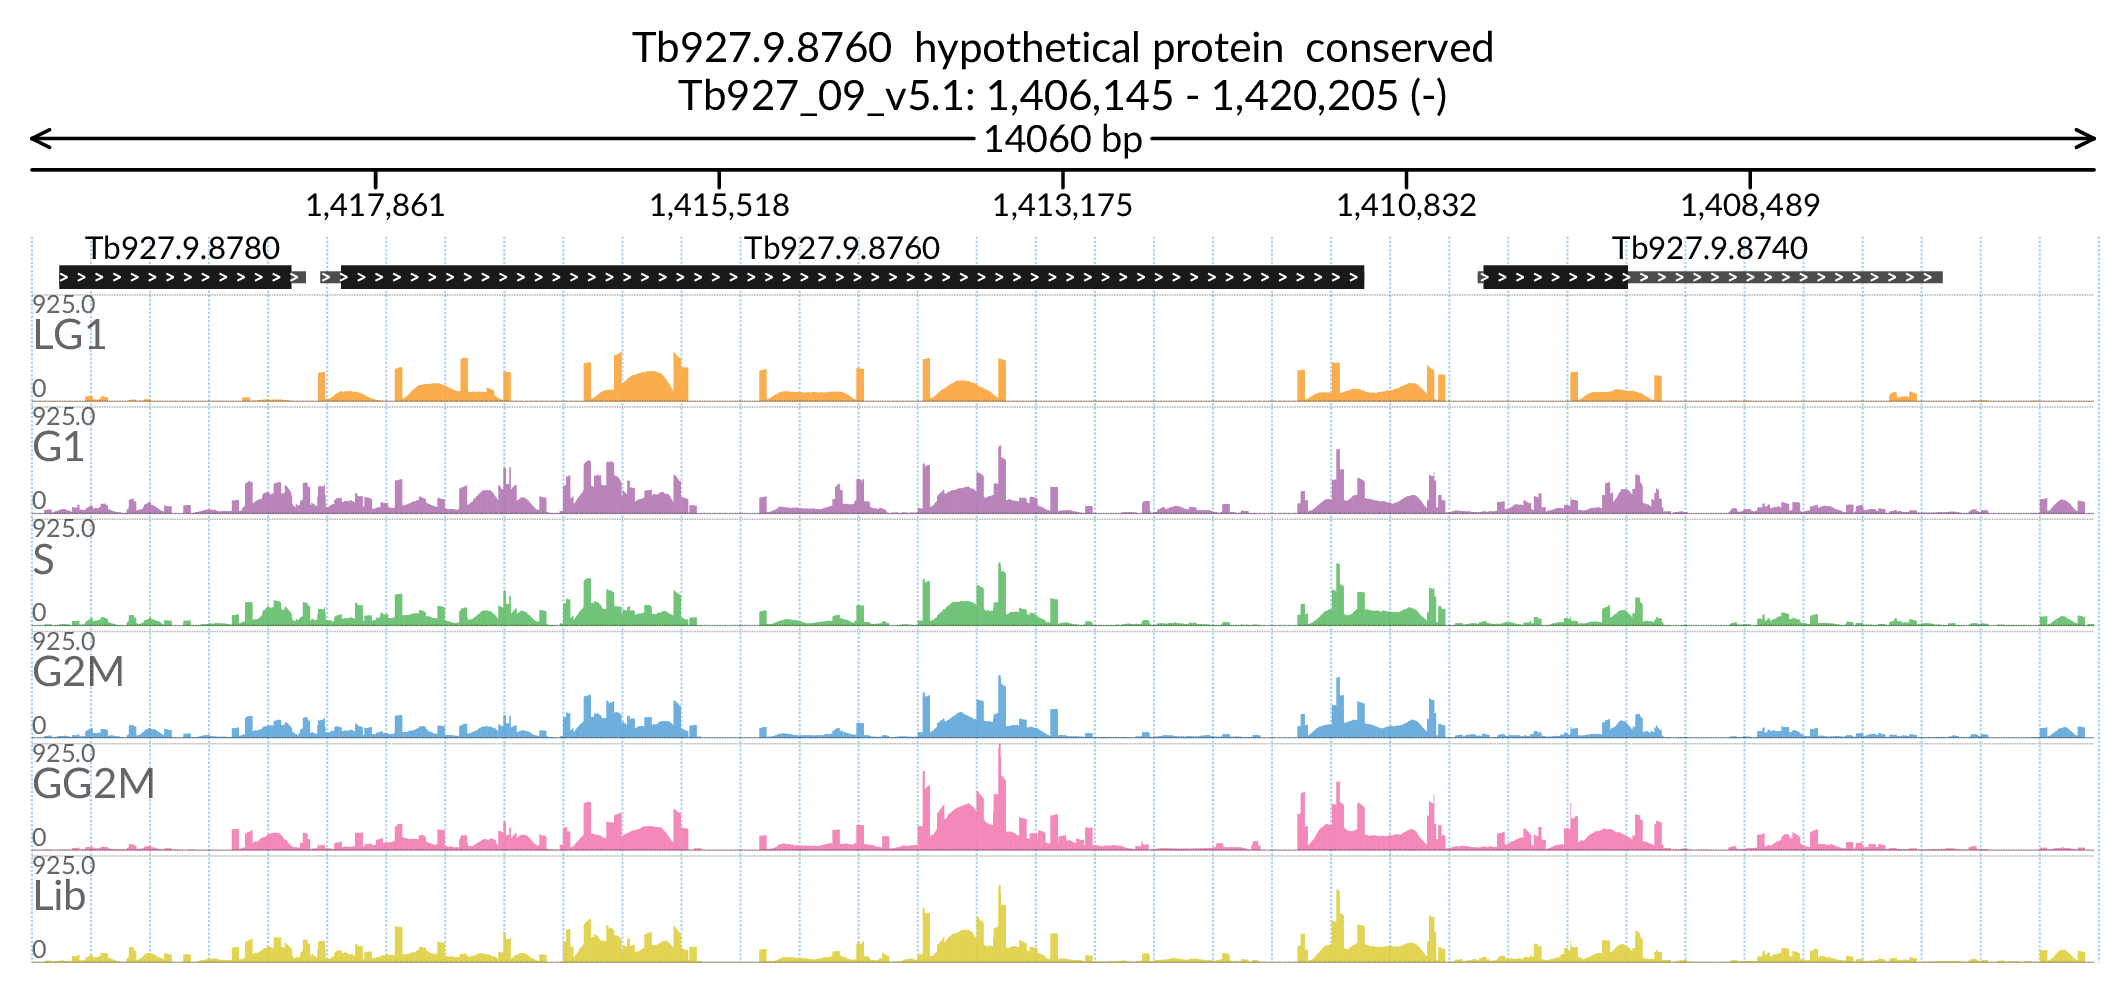 Tb927.9.8760  hypothetical protein  conserved
Tb927_09_v5.1: 1,406,145 - 1,420,205 (-)
14060 bp
1,417,861 1,415,518 1,413,175 1,410,832 1,408,489
Tb927.9.8780 Tb927.9.8760 Tb927.9.8740
925.0
LG1
0
925.0
G1
0
925.0
S
0
925.0
G2M
0
925.0
GG2M
0
925.0
Lib
0